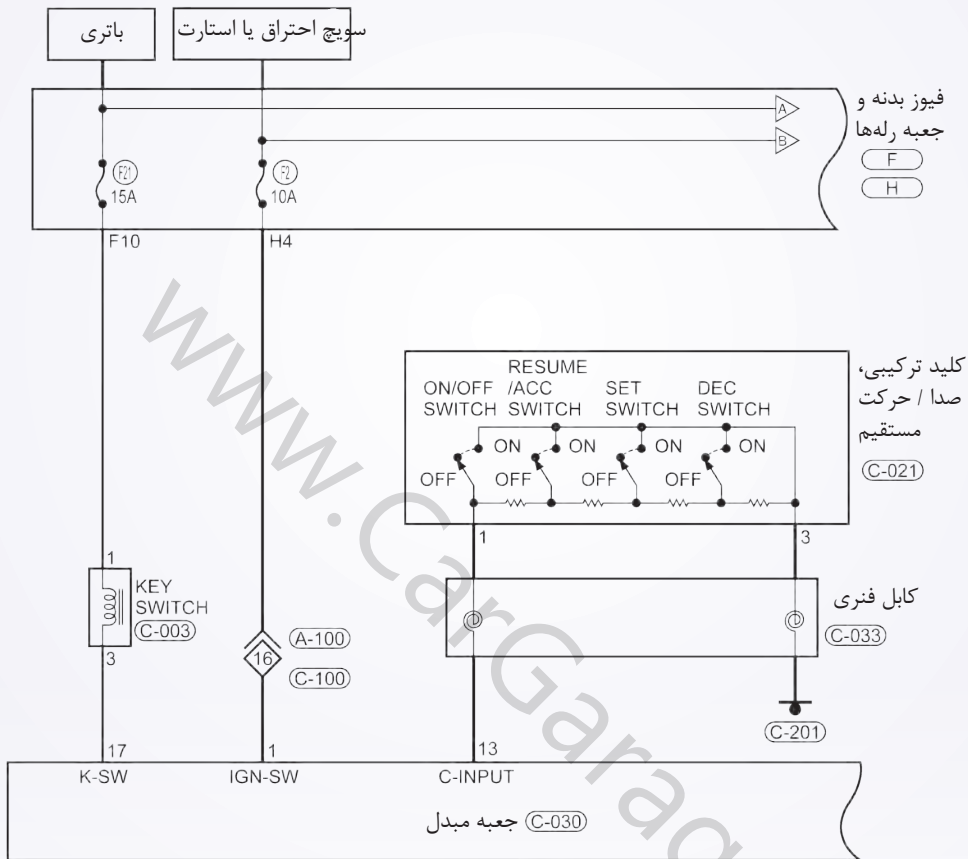 باتری
سویچ احتراق یا استارت
فیوز بدنه و
جعبه رله‌ها
F
H
A
B
F21
15A
F2
10A
F10
H4
کلید ترکیبی،
صدا / حرکت
مستقیم
C-021
ON/OFF
SWITCH
RESUME
/ACC
SWITCH
SET
SWITCH
DEC
SWITCH
ON
ON
ON
ON
OFF
OFF
OFF
OFF
1
3
1
KEY
SWITCH
C-003
3
کابل فنری
C-033
A-100
16
C-100
C-201
17
1
13
K-SW
IGN-SW
C-INPUT
جعبه مبدل C-030